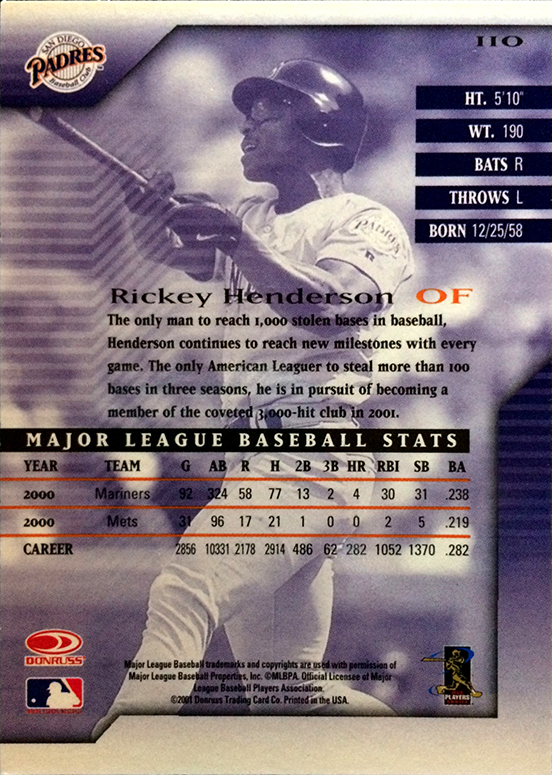 110
SAN DIEGO
PADRES
Baseball Club
HT. 5'10"
WT. 190
BATS R
THROWS L
BORN 12/25/58
PADRES
Rickey Henderson OF
The only man to reach 1,000 stolen bases in baseball,
Henderson continues to reach new milestones with every
game. The only American Leaguer to steal more than 100
bases in three seasons, he is in pursuit of becoming a
member of the coveted 3,000-hit club in 2001.
MAJOR LEAGUE BASEBALL STATS
YEAR TEAM G AB R H 2B 3B HR RBI SB BA
2000 Mariners 92 324 58 77 13 2 4 30 31 .238
2000 Mets 31 96 17 21 1 0 0 2 5 .219
CAREER 2856 10331 2178 2914 486 62 282 1052 1370 .282
DONRUSS
Major League Baseball trademarks and copyrights are used with permission of
Major League Baseball Properties, Inc. ©MLBPA. Official Licensee of Major
League Baseball Players Association.
©2001 Donruss Trading Card Co. Printed in the USA.
PLAYERS